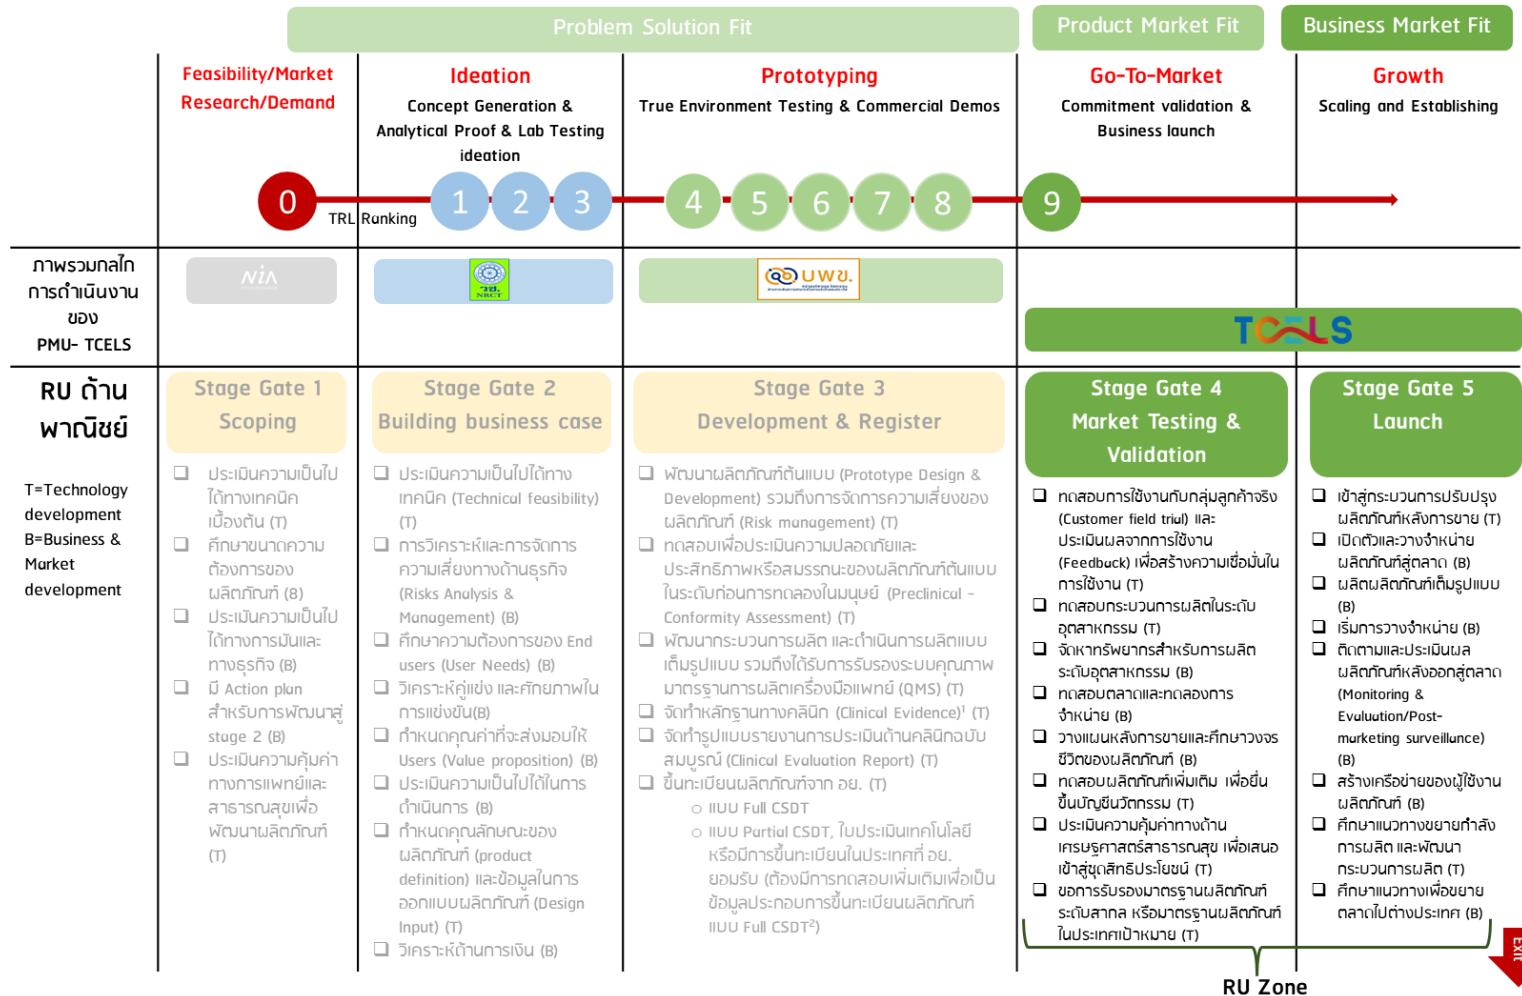 Problem Solution Fit
Product Market Fit
Business Market Fit
Feasibility/Market
Research/Demand
Ideation
Concept Generation &
Analytical Proof & Lab Testing
ideation
Prototyping
True Environment Testing & Commercial Demos
Go-To-Market
Commitment validation &
Business launch
Growth
Scaling and Establishing
0
1
2
3
4
5
6
7
8
9
TRL Ranking
ภาพรวมกลไก
การดำเนินงาน
ของ
PMU- TCELS
NIA
วช.
NRCT
บพข.
TCELS
RU ด้าน
พาณิชย์
T=Technology
development
B=Business &
Market
development
Stage Gate 1
Scoping
❑ ประเมินความเป็นไป
ได้ทางเทคนิค
เบื้องต้น (T)
❑ ศึกษาขนาดความ
ต้องการของ
ผลิตภัณฑ์ (8)
❑ ประเมันความเป็นไป
ได้ทางการมันและ
ทางธุรกิจ (B)
❑ มี Action plan
สำหรับการพัฒนาสู่
stage 2 (B)
❑ ประเมินความคุ้มค่า
ทางการแพทย์และ
สาธารณสุขเพื่อ
พัฒนาผลิตภัณฑ์
(T)
Stage Gate 2
Building business case
❑ ประเมินความเป็นไปได้ทาง
เทคนิค (Technical feasibility)
(T)
❑ การวิเคราะห์และการจัดการ
ความเสี่ยงทางด้านธุรกิจ
(Risks Analysis &
Management) (B)
❑ ศึกษาความต้องการของ End
users (User Needs) (B)
❑ วิเคราะห์คู่แข่ง และศักยภาพใน
การแข่งขัน(B)
❑ กำหนดคุณค่าที่จะส่งมอบให้
Users (Value proposition) (B)
❑ ประเมินความเป็นไปได้ในการ
ดำเนินการ (B)
❑ กำหนดคุณลักษณะของ
ผลิตภัณฑ์ (product
definition) และข้อมูลในการ
ออกแบบผลิตภัณฑ์ (Design
Input) (T)
❑ วิเคราะห์ด้านการเงิน (B)
Stage Gate 3
Development & Register
❑ พัฒนาผลิตภัณฑ์ต้นแบบ (Prototype Design &
Development) รวมถึงการจัดการความเสี่ยงของ
ผลิตภัณฑ์ (Risk management) (T)
❑ ทดสอบเพื่อประเมินความปลอดภัยและ
ประสิทธิภาพหรือสมรรถนะของผลิตภัณฑ์ต้นแบบ
ในระดับก่อนการทดลองในมนุษย์ (Preclinical -
Conformity Assessment) (T)
❑ พัฒนากระบวนการผลิต และดำเนินการผลิตแบบ
เต็มรูปแบบ รวมถึงได้รับการรับรองระบบคุณภาพ
มาตรฐานการผลิตเครื่องมือแพทย์ (QMS) (T)
❑ จัดทำหลักฐานทางคลินิก (Clinical Evidence)¹ (T)
❑ จัดทำรูปแบบรายงานการประเมินด้านคลินิกฉบับ
สมบูรณ์ (Clinical Evaluation Report) (T)
❑ ขึ้นทะเบียนผลิตภัณฑ์จาก อย. (T)
○ แบบ Full CSDT
○ แบบ Partial CSDT, ใบประเมินเทคโนโลยี
หรือมีการขึ้นทะเบียนในประเทศที่ อย.
ยอมรับ (ต้องมีการทดสอบเพิ่มเติมเพื่อเป็น
ข้อมูลประกอบการขึ้นทะเบียนผลิตภัณฑ์
แบบ Full CSDT²)
Stage Gate 4
Market Testing &
Validation
❑ ทดสอบการใช้งานกับกลุ่มลูกค้าจริง
(Customer field trial) และ
ประเมินผลจากการใช้งาน
(Feedback) เพื่อสร้างความเชื่อมั่นใน
การใช้งาน (T)
❑ ทดสอบกระบวนการผลิตในระดับ
อุตสาหกรรม (T)
❑ จัดหาทรัพยากรสำหรับการผลิต
ระดับอุตสาหกรรม (B)
❑ ทดสอบตลาดและทดลองการ
จำหน่าย (B)
❑ วางแผนหลังการขายและศึกษาวงจร
ชีวิตของผลิตภัณฑ์ (B)
❑ ทดสอบผลิตภัณฑ์เพิ่มเติม เพื่อยื่น
ขึ้นบัญชีนวัตกรรม (T)
❑ ประเมินความคุ้มค่าทางด้าน
เศรษฐศาสตร์สาธารณสุข เพื่อเสนอ
เข้าสู่ชุดสิทธิประโยชน์ (T)
❑ ขอการรับรองมาตรฐานผลิตภัณฑ์
ระดับสากล หรือมาตรฐานผลิตภัณฑ์
ในประเทศเป้าหมาย (T)
Stage Gate 5
Launch
❑ เข้าสู่กระบวนการปรับปรุง
ผลิตภัณฑ์หลังการขาย (T)
❑ เปิดตัวและวางจำหน่าย
ผลิตภัณฑ์สู่ตลาด (B)
❑ ผลิตผลิตภัณฑ์เต็มรูปแบบ
(B)
❑ เริ่มการวางจำหน่าย (B)
❑ ติดตามและประเมินผล
ผลิตภัณฑ์หลังออกสู่ตลาด
(Monitoring &
Evaluation/Post-
marketing surveillance)
(B)
❑ สร้างเครือข่ายของผู้ใช้งาน
ผลิตภัณฑ์ (B)
❑ ศึกษาแนวทางขยายกำลัง
การผลิต และพัฒนา
กระบวนการผลิต (T)
❑ ศึกษาแนวทางเพื่อขยาย
ตลาดไปต่างประเทศ (B)
RU Zone
Exit